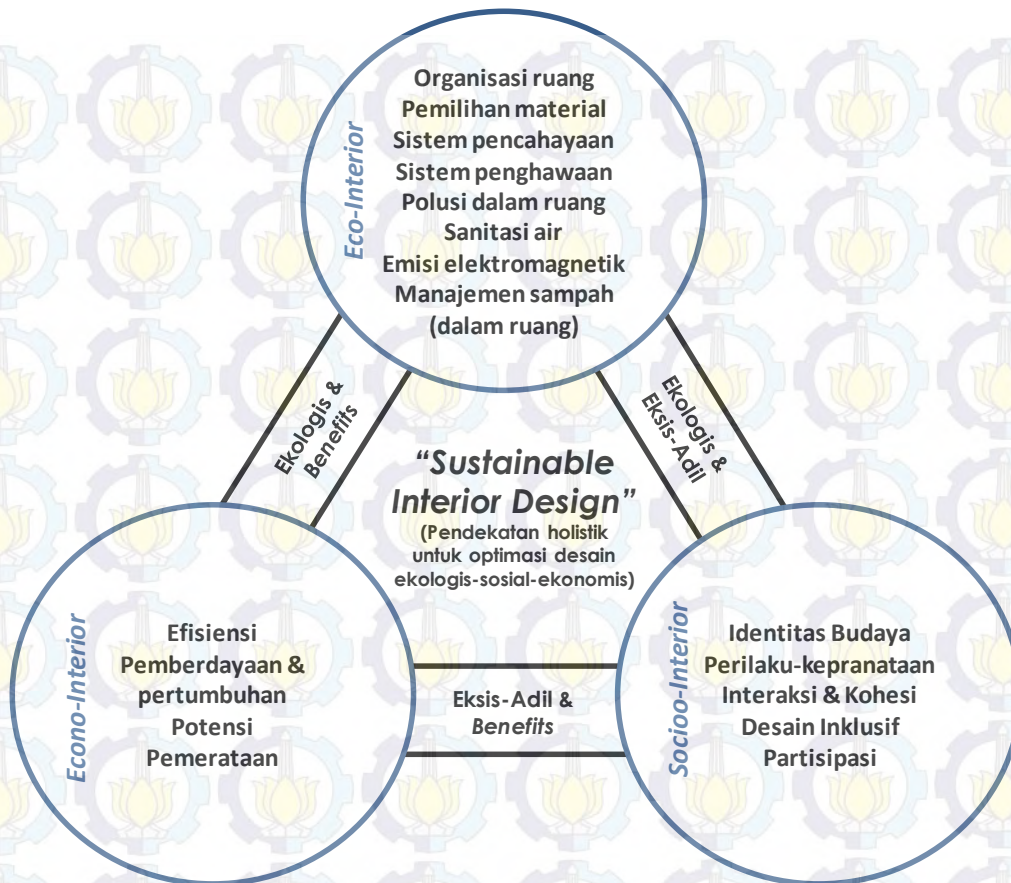 Eco-Interior
Organisasi ruang
Pemilihan material
Sistem pencahayaan
Sistem penghawaan
Polusi dalam ruang
Sanitasi air
Emisi elektromagnetik
Manajemen sampah
(dalam ruang)
Ekologis &
Benefits
Ekologis &
Eksis-Adil
“Sustainable
Interior Design”
(Pendekatan holistik
untuk optimasi desain
ekologis-sosial-ekonomis)
Econo-Interior
Efisiensi
Pemberdayaan &
pertumbuhan
Potensi
Pemerataan
Eksis-Adil &
Benefits
Socioo-Interior
Identitas Budaya
Perilaku-kepranataan
Interaksi & Kohesi
Desain Inklusif
Partisipasi